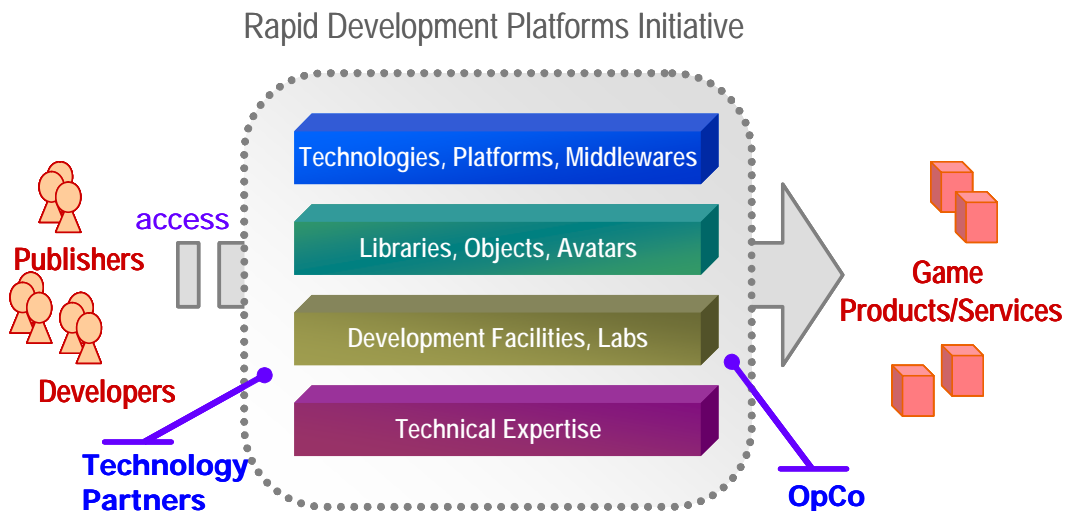 Rapid Development Platforms Initiative
Technologies, Platforms, Middlewares
access
Publishers
Libraries, Objects, Avatars
Game
Products/Services
Development Facilities, Labs
Developers
Technical Expertise
Technology
Partners
OpCo